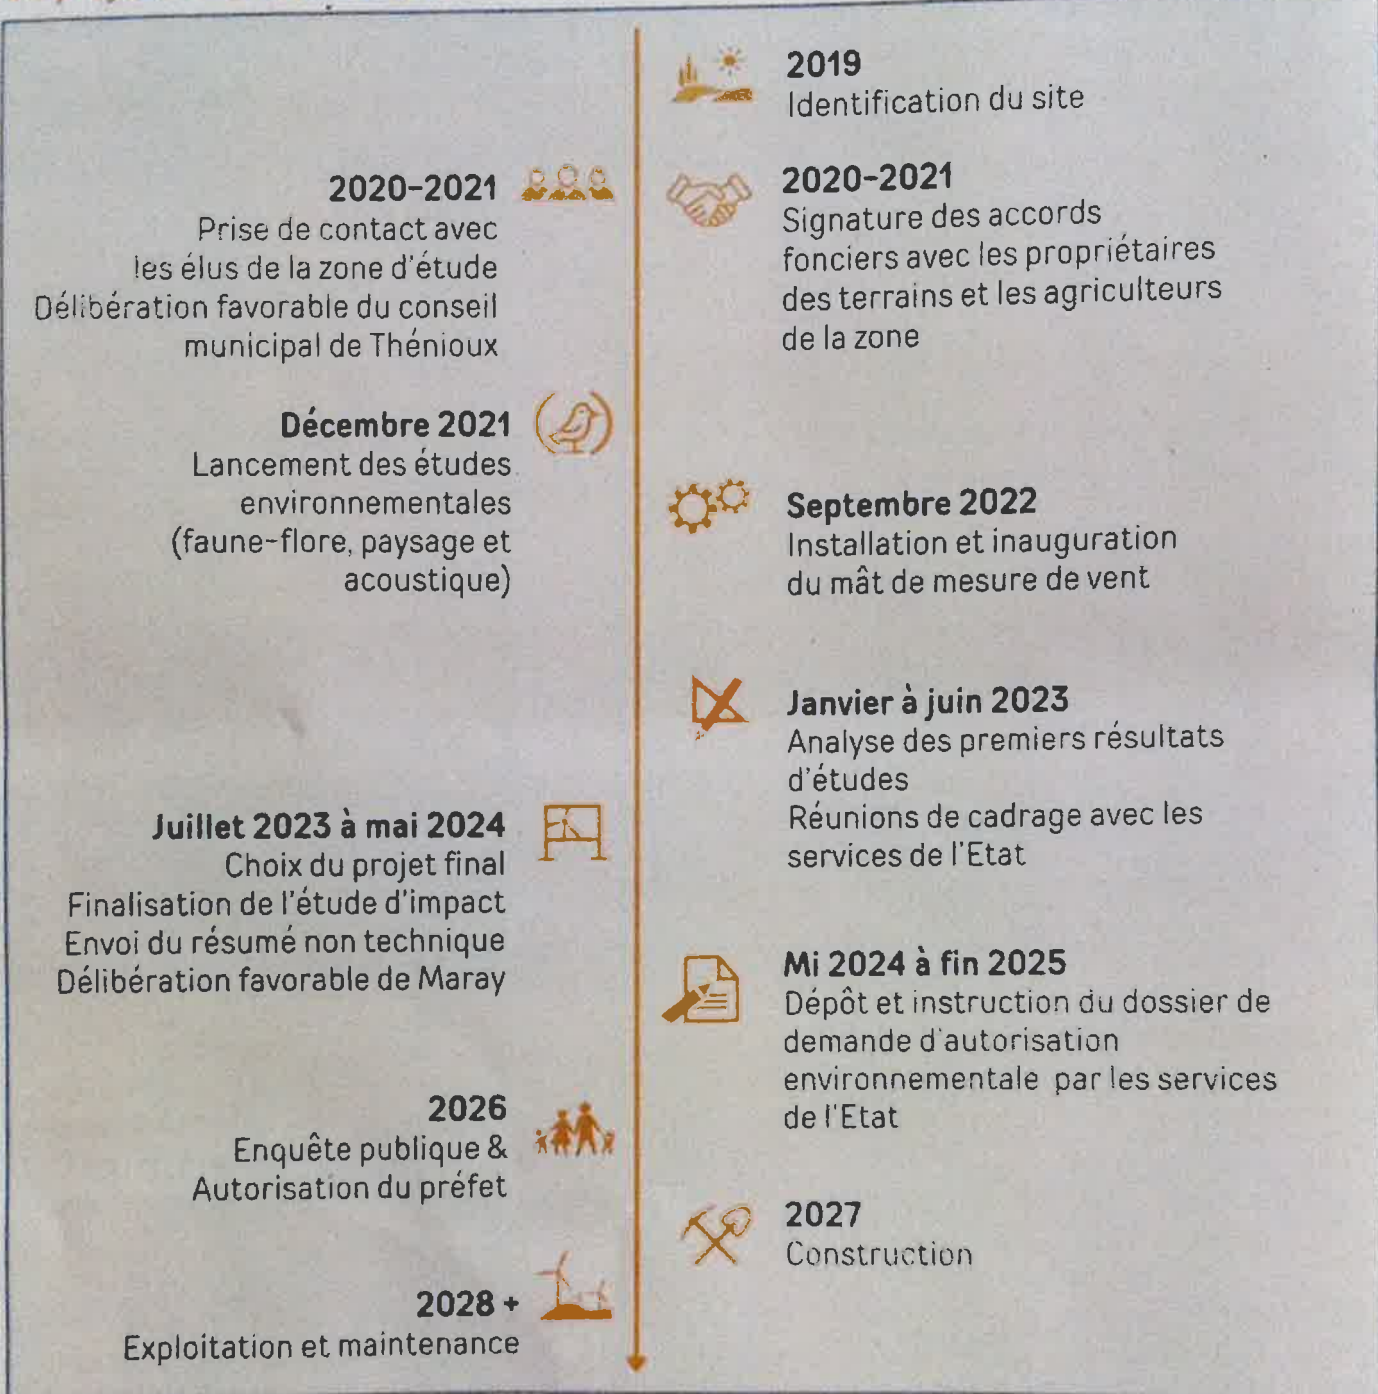 2019
Identification du site
2020-2021
Prise de contact avec
les élus de la zone d'étude
Délibération favorable du conseil
municipal de Thénioux
2020-2021
Signature des accords
fonciers avec les propriétaires
des terrains et les agriculteurs
de la zone
Décembre 2021
Lancement des études
environnementales
(faune-flore, paysage et
acoustique)
Septembre 2022
Installation et inauguration
du mât de mesure de vent
Janvier à juin 2023
Analyse des premiers résultats
d'études
Réunions de cadrage avec les
services de l'Etat
Juillet 2023 à mai 2024
Choix du projet final
Finalisation de l'étude d'impact
Envoi du résumé non technique
Délibération favorable de Maray
Mi 2024 à fin 2025
Dépôt et instruction du dossier de
demande d'autorisation
environnementale par les services
de l'Etat
2026
Enquête publique &
Autorisation du préfet
2027
Construction
2028 +
Exploitation et maintenance